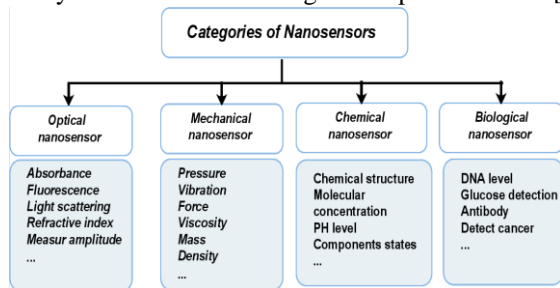 Categories of Nanosensors
Optical
nanosensor
Absorbance
Fluorescence
Light scattering
Refractive index
Measur amplitude
...
Mechanical
nanosensor
Pressure
Vibration
Force
Viscosity
Mass
Density
...
Chemical
nanosensor
Chemical structure
Molecular
concentration
PH level
Components states
...
Biological
nanosensor
DNA level
Glucose detection
Antibody
Detect cancer
...